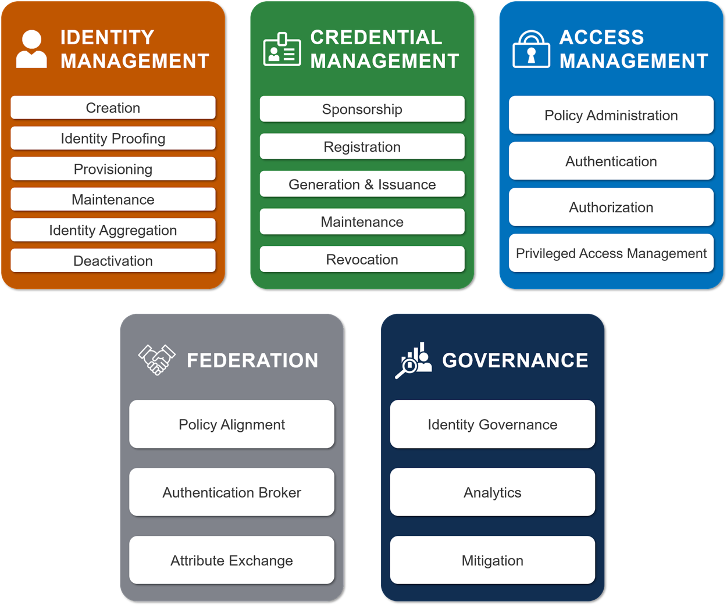 IDENTITY
MANAGEMENT
Creation
Identity Proofing
Provisioning
Maintenance
Identity Aggregation
Deactivation
CREDENTIAL
MANAGEMENT
Sponsorship
Registration
Generation & Issuance
Maintenance
Revocation
ACCESS
MANAGEMENT
Policy Administration
Authentication
Authorization
Privileged Access Management
FEDERATION
Policy Alignment
Authentication Broker
Attribute Exchange
GOVERNANCE
Identity Governance
Analytics
Mitigation